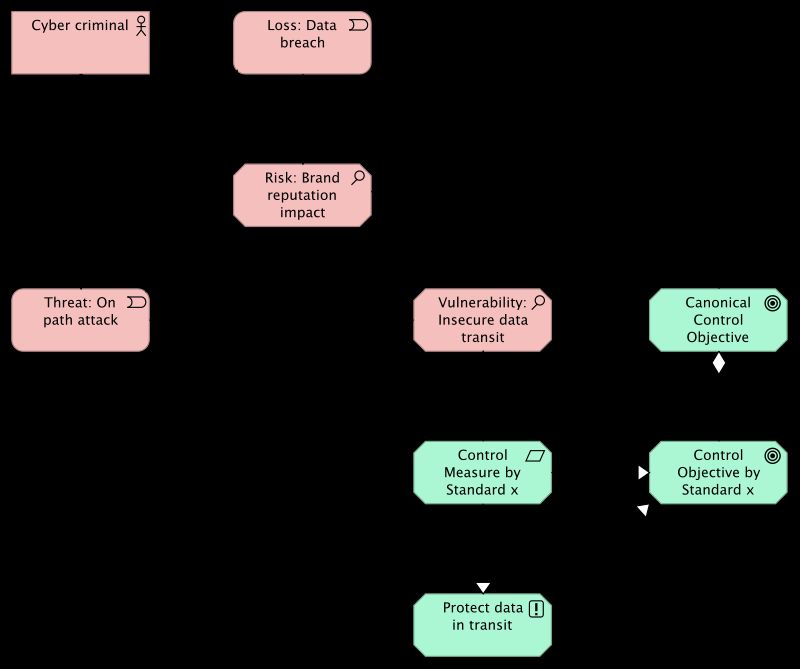 Cyber criminal
Loss: Data
breach
Risk: Brand
reputation
impact
Threat: On
path attack
Vulnerability:
Insecure data
transit
Canonical
Control
Objective
Control
Measure by
Standard x
Control
Objective by
Standard x
Protect data
in transit